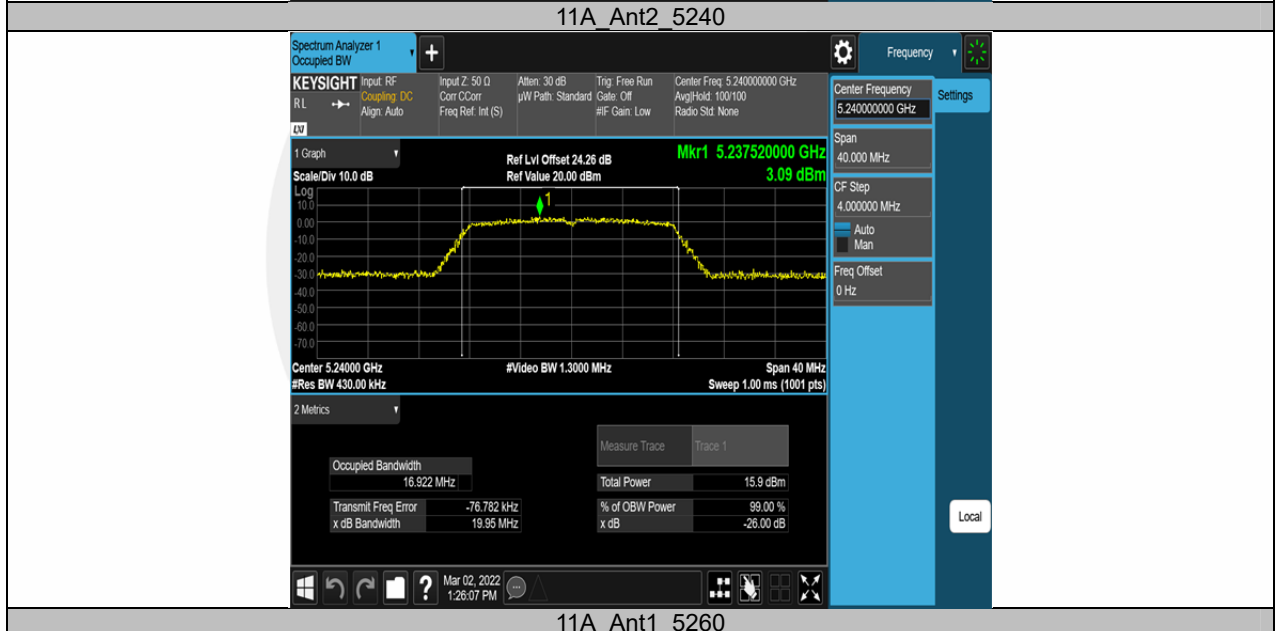 11A_Ant2_5240
Spectrum Analyzer 1
Occupied BW
+
Frequency
KEYSIGHT
RL
LXI
Input: RF
Coupling: DC
Align: Auto
Input Z: 50 Ω
Corr CCorr
Freq Ref: Int (S)
Atten: 30 dB
µW Path: Standard
Trig: Free Run
Gate: Off
#IF Gain: Low
Center Freq: 5.240000000 GHz
Avg|Hold: 100/100
Radio Std: None
Center Frequency
5.240000000 GHz
Settings
Span
40.000 MHz
CF Step
4.000000 MHz
Auto
Man
Freq Offset
0 Hz
1 Graph
Scale/Div 10.0 dB
Ref Lvl Offset 24.26 dB
Ref Value 20.00 dBm
Mkr1 5.237520000 GHz
3.09 dBm
Log
10.0
0.00
-10.0
-20.0
-30.0
-40.0
-50.0
-60.0
-70.0
1
Center 5.24000 GHz
#Res BW 430.00 kHz
#Video BW 1.3000 MHz
Span 40 MHz
Sweep 1.00 ms (1001 pts)
2 Metrics
Measure Trace Trace 1
Occupied Bandwidth
16.922 MHz
Total Power 15.9 dBm
Transmit Freq Error -76.782 kHz
% of OBW Power 99.00 %
x dB Bandwidth 19.95 MHz
x dB -26.00 dB
Local
?
Mar 02, 2022
1:26:07 PM
11A_Ant1_5260